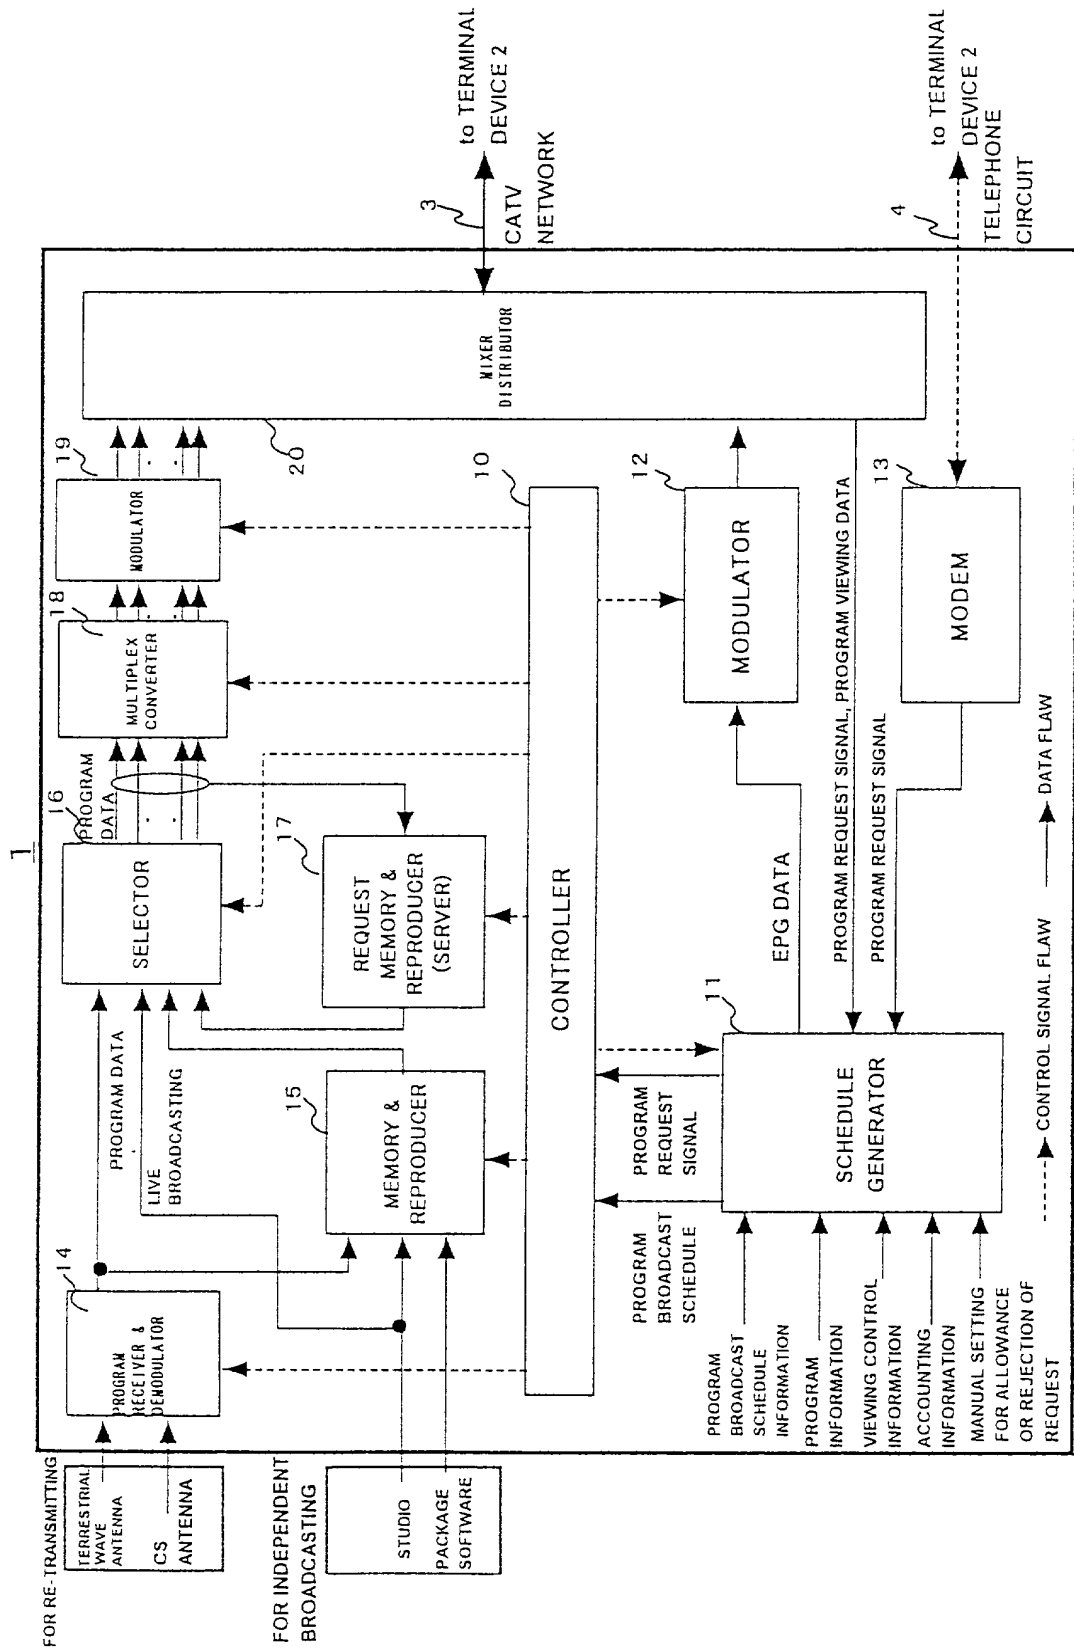 1
FOR RE-TRANSMITTING
TERRESTRIAL
WAVE
ANTENNA
CS
ANTENNA
FOR INDEPENDENT
BROADCASTING
STUDIO
PACKAGE
SOFTWARE
14
PROGRAM
RECEIVER &
DEMODULATOR
PROGRAM DATA
LIVE
BROADCASTING
15
MEMORY &
REPRODUCER
16
SELECTOR
PROGRAM
DATA
17
REQUEST
MEMORY &
REPRODUCER
(SERVER)
18
MULTIPLEX
CONVERTER
19
MODULATOR
20
MIXER
DISTRIBUTOR
3
to TERMINAL
DEVICE 2
CATV
NETWORK
10
CONTROLLER
PROGRAM
BROADCAST
SCHEDULE
PROGRAM
REQUEST
SIGNAL
11
SCHEDULE
GENERATOR
EPG DATA
12
MODULATOR
PROGRAM REQUEST SIGNAL, PROGRAM VIEWING DATA
PROGRAM REQUEST SIGNAL
13
MODEM
4
to TERMINAL
DEVICE 2
TELEPHONE
CIRCUIT
PROGRAM
BROADCAST
SCHEDULE
INFORMATION
PROGRAM
INFORMATION
VIEWING CONTROL
INFORMATION
ACCOUNTING
INFORMATION
MANUAL SETTING
FOR ALLOWANCE
OR REJECTION OF
REQUEST
CONTROL SIGNAL FLAW
DATA FLAW